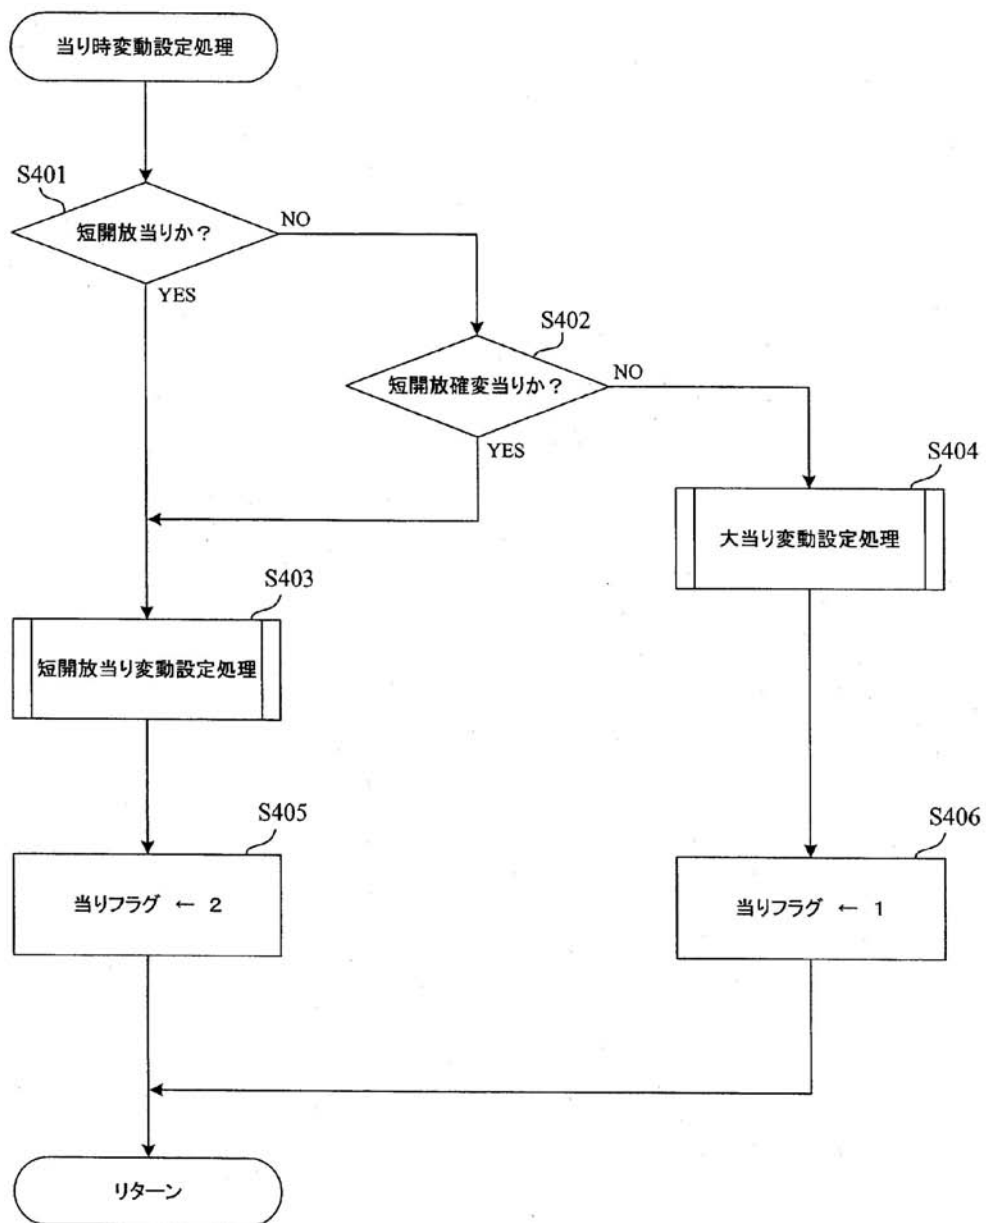 当り時変動設定処理
S401
短開放当りか？
NO
YES
S402
短開放確変当りか？
NO
YES
S404
大当り変動設定処理
S403
短開放当り変動設定処理
S405
当りフラグ ← ２
S406
当りフラグ ← １
リターン